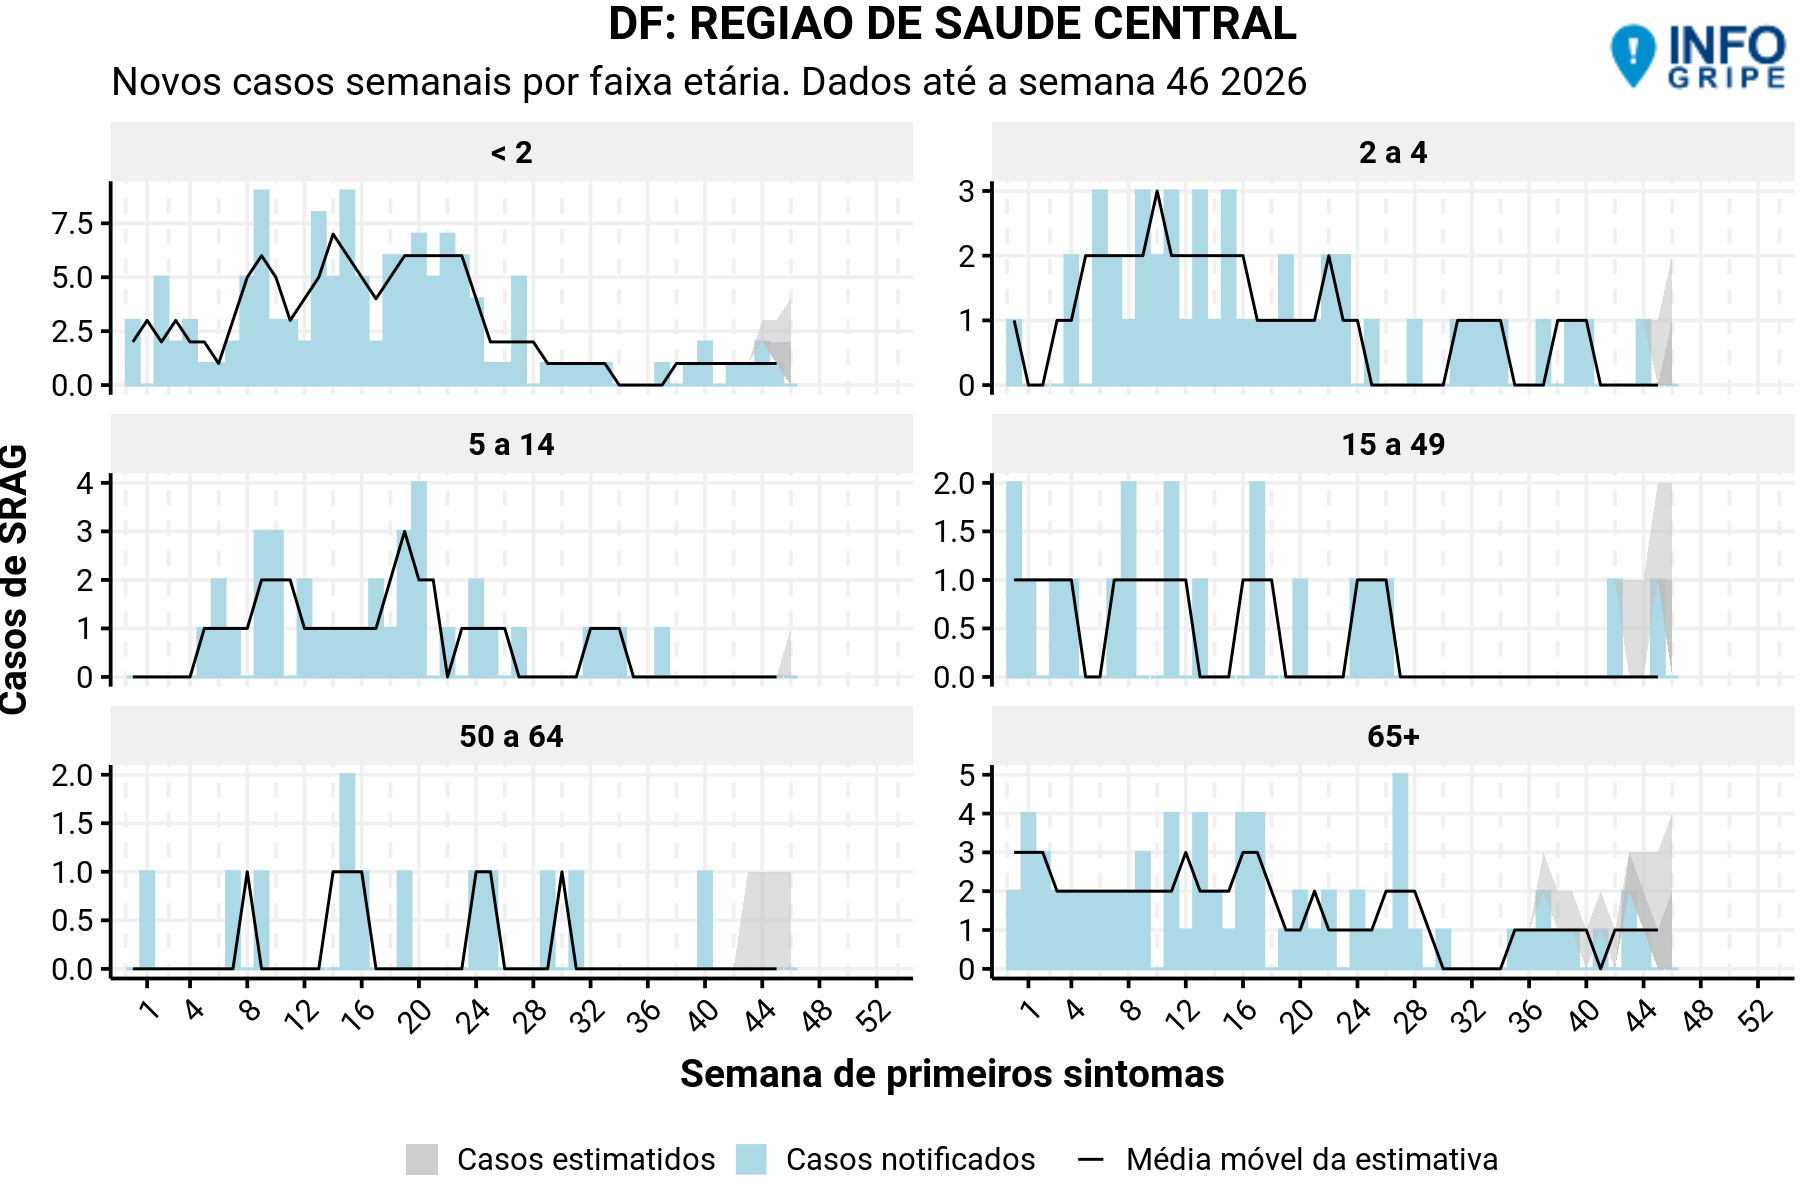 DF: REGIAO DE SAUDE CENTRAL
Novos casos semanais por faixa etária. Dados até a semana 46 2026
INFO
GRIPE
< 2
2 a 4
7.5
5.0
2.5
0.0
3
2
1
0
5 a 14
15 a 49
4
3
2
1
0
2.0
1.5
1.0
0.5
0.0
Casos de SRAG
50 a 64
65+
2.0
1.5
1.0
0.5
0.0
5
4
3
2
1
0
1 4 8 12 16 20 24 28 32 36 40 44 48 52
1 4 8 12 16 20 24 28 32 36 40 44 48 52
Semana de primeiros sintomas
Casos estimatidos Casos notificados Média móvel da estimativa